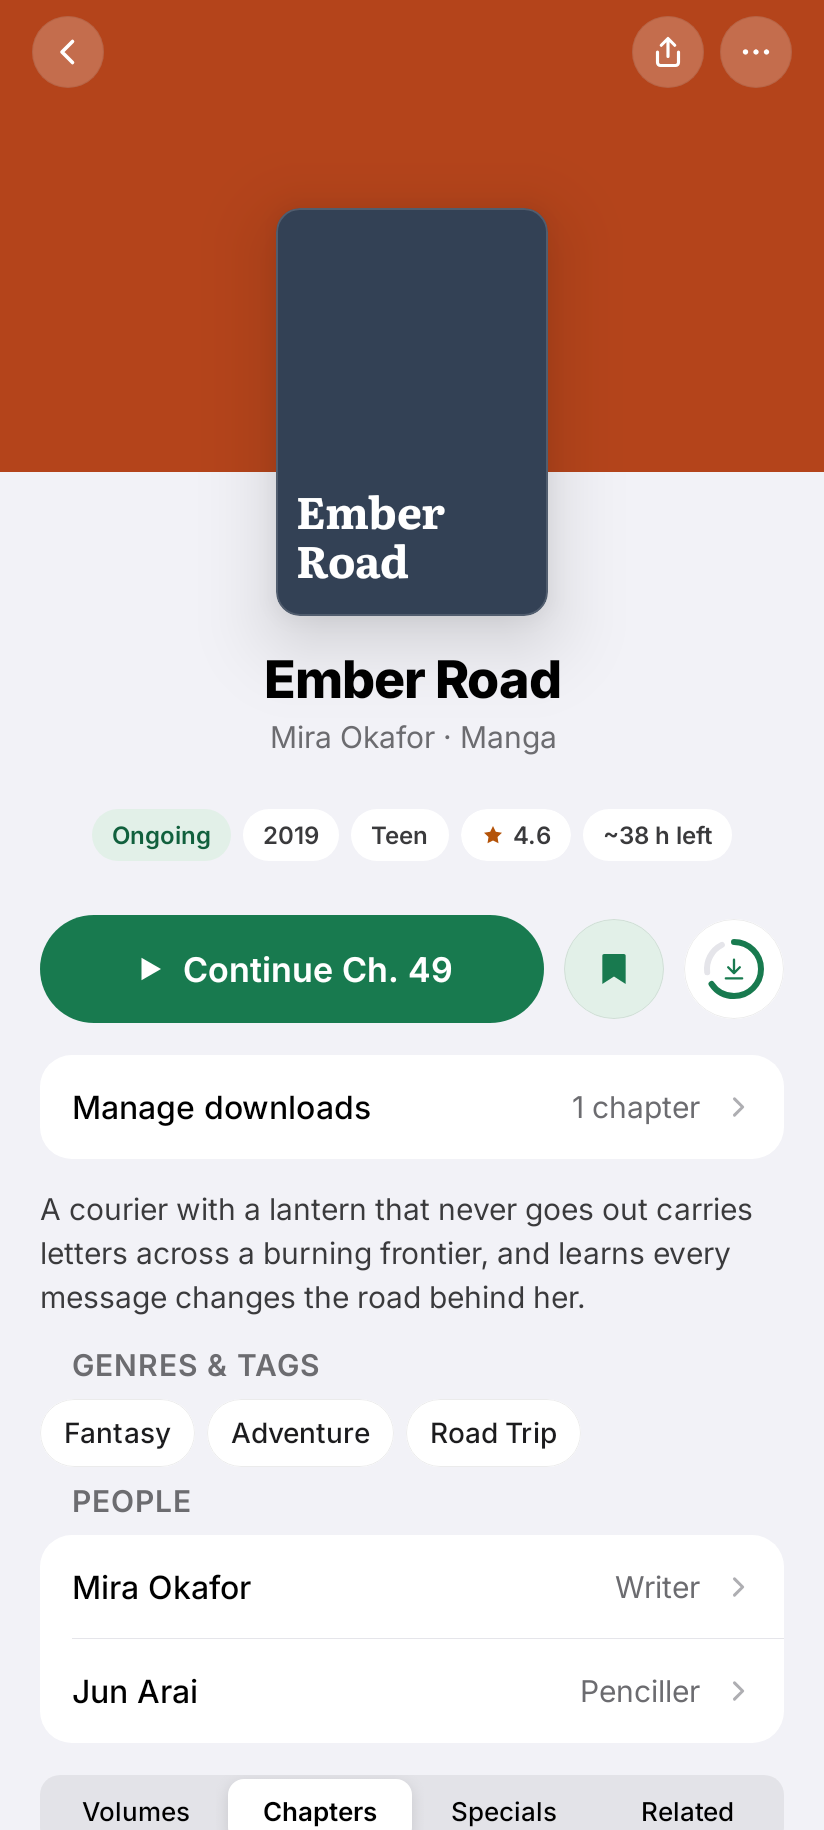 Ember
Road
Ember Road
Mira Okafor · Manga
Ongoing 2019 Teen ★ 4.6 ~38 h left
Continue Ch. 49
Manage downloads 1 chapter
A courier with a lantern that never goes out carries
letters across a burning frontier, and learns every
message changes the road behind her.
GENRES & TAGS
Fantasy Adventure Road Trip
PEOPLE
Mira Okafor Writer
Jun Arai Penciller
Volumes Chapters Specials Related